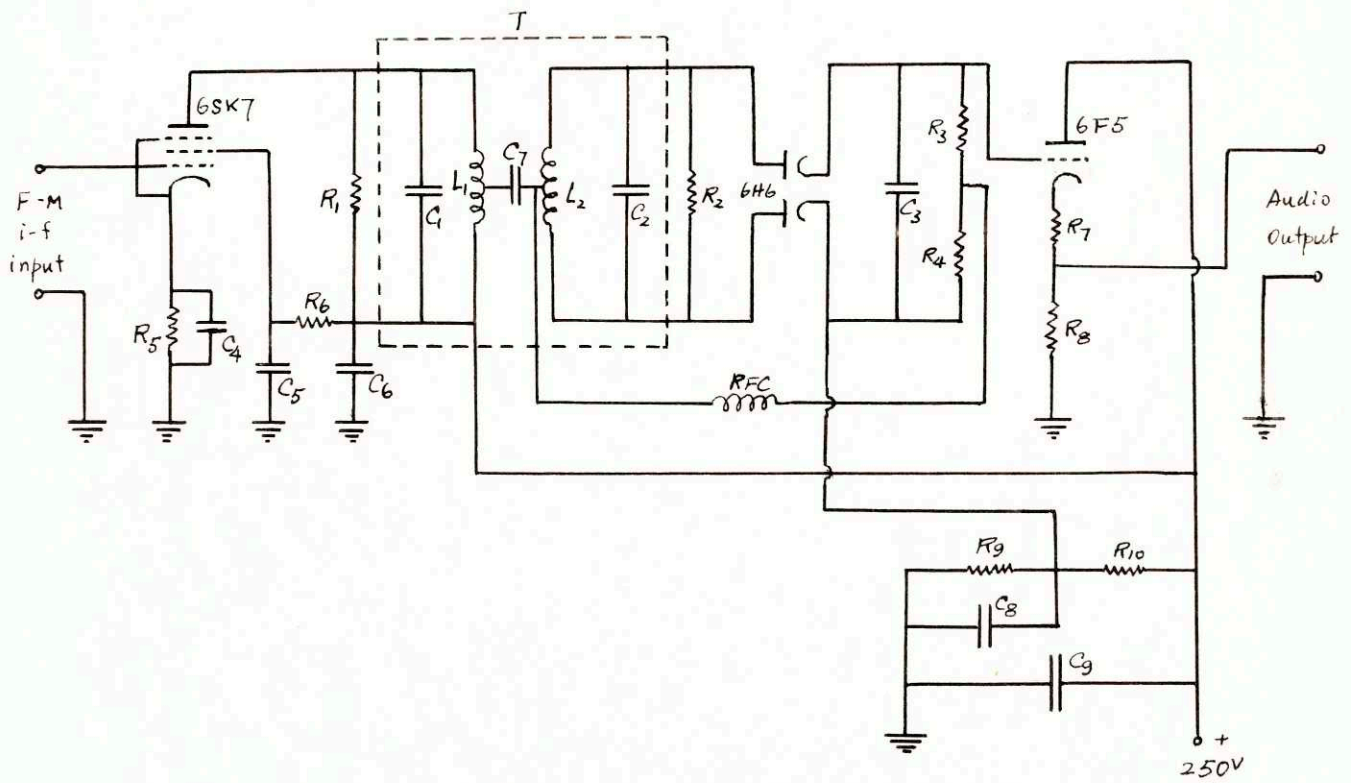 T
6SK7
6F5
F-M
i-f
input
R1
C1
L1
C7
L2
C2
R2
6H6
C3
R3
R4
R7
R8
Audio
Output
R5
C4
R6
C5
C6
RFC
R9
R10
C8
C9
+
250V